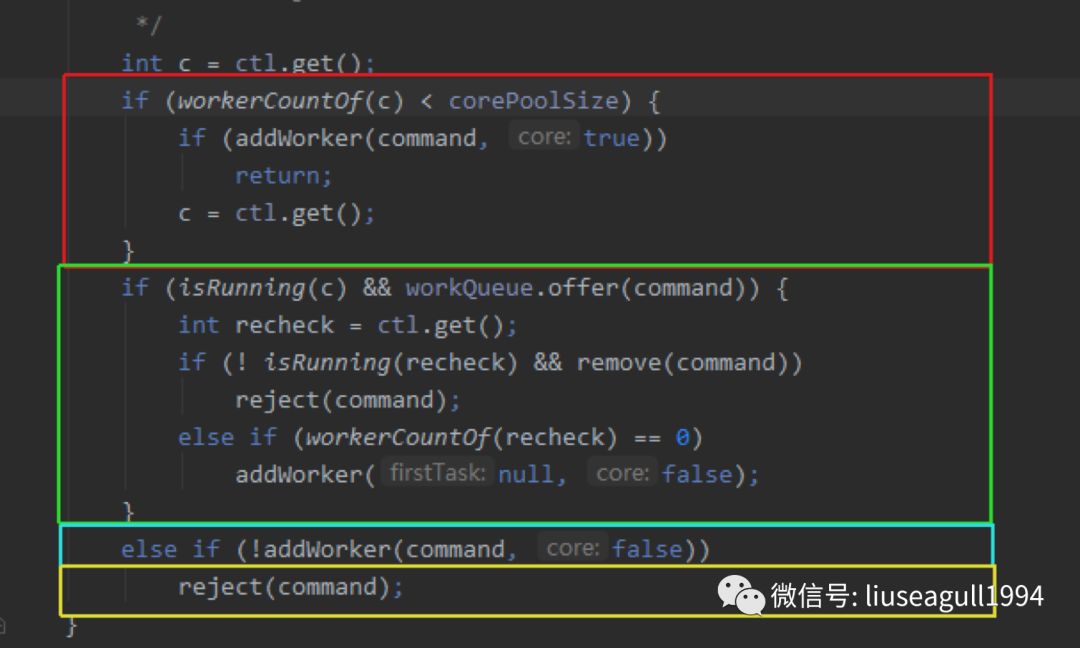 */
int c = ctl.get();
if (workerCountOf(c) < corePoolSize) {
if (addWorker(command, core: true))
return;
c = ctl.get();
}
if (isRunning(c) && workQueue.offer(command)) {
int recheck = ctl.get();
if (! isRunning(recheck) && remove(command))
reject(command);
else if (workerCountOf(recheck) == 0)
addWorker( firstTask: null, core: false);
}
else if (!addWorker(command, core: false))
reject(command);
微信号: liuseagull1994
}